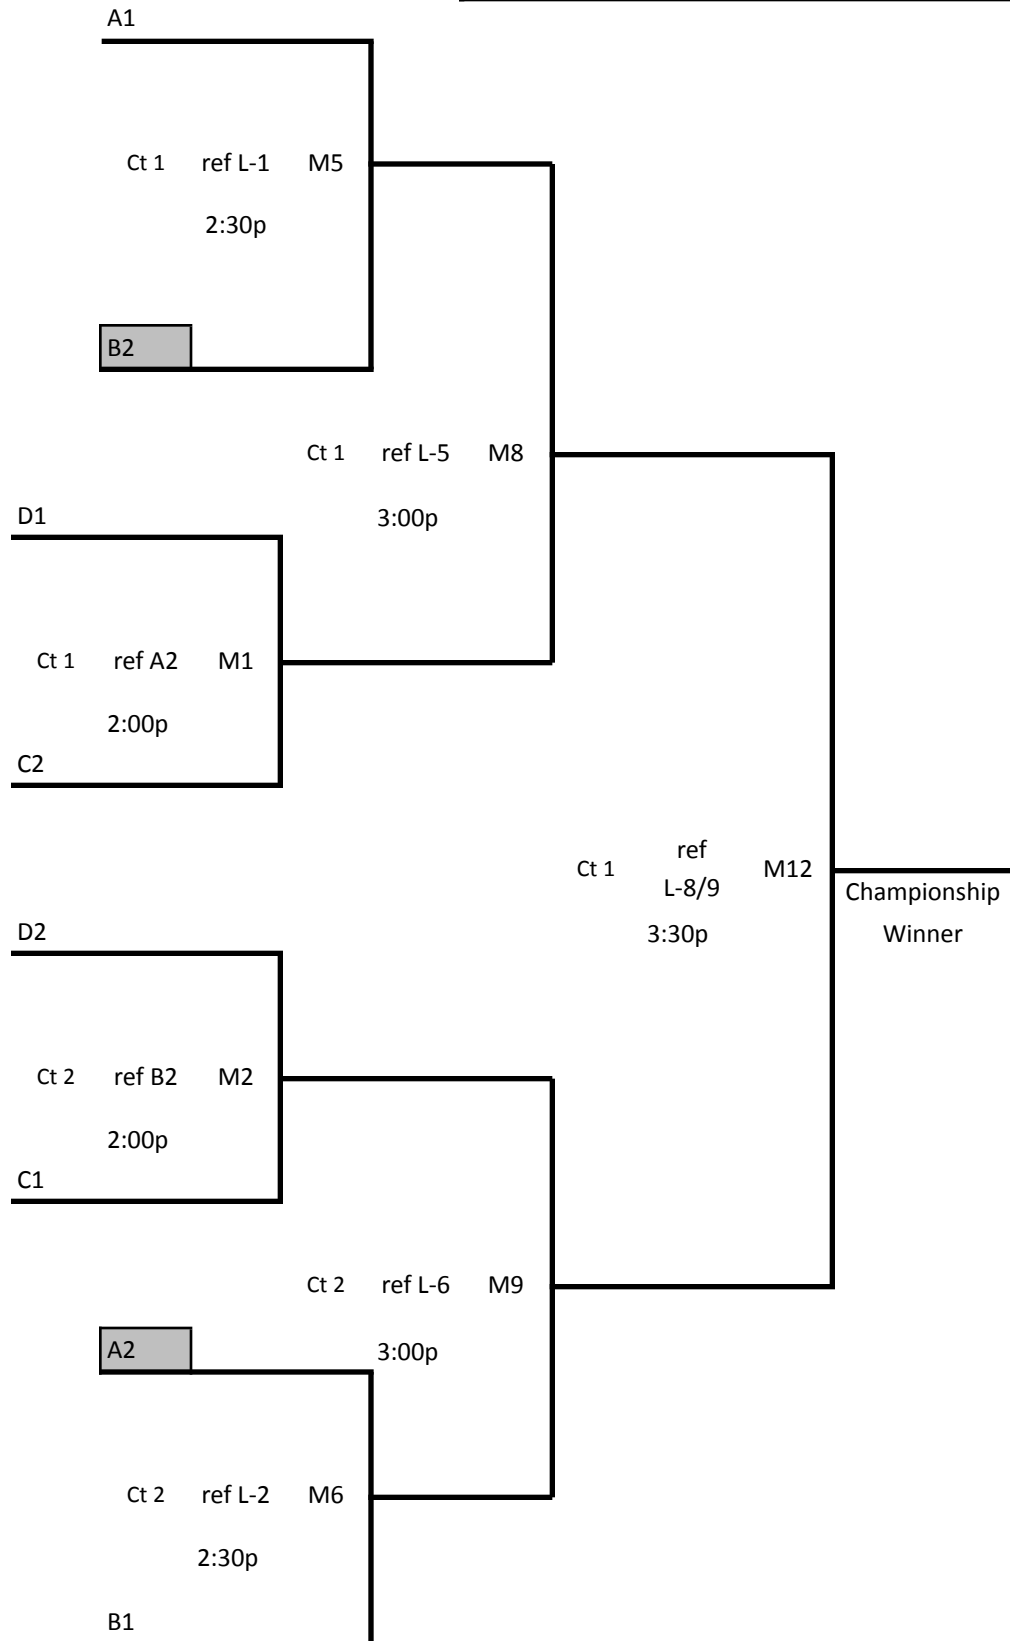 A1
Ct 1 ref L-1 M5
2:30p
B2
Ct 1 ref L-5 M8
D1
3:00p
Ct 1 ref A2 M1
2:00p
C2
ref
Ct 1 M12
L-8/9
Championship
D2
3:30p Winner
Ct 2 ref B2 M2
2:00p
C1
Ct 2 ref L-6 M9
A2 3:00p
Ct 2 ref L-2 M6
2:30p
B1